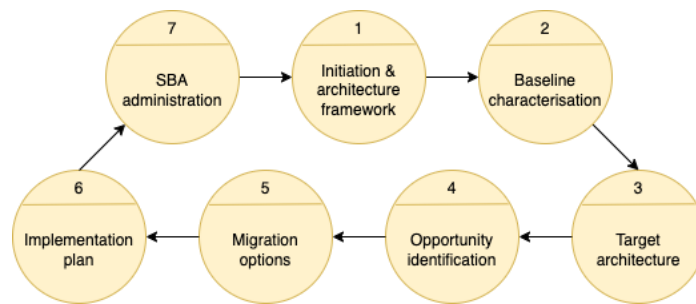 7
SBA
administration
1
Initiation &
architecture
framework
2
Baseline
characterisation
3
Target
architecture
4
Opportunity
identification
5
Migration
options
6
Implementation
plan